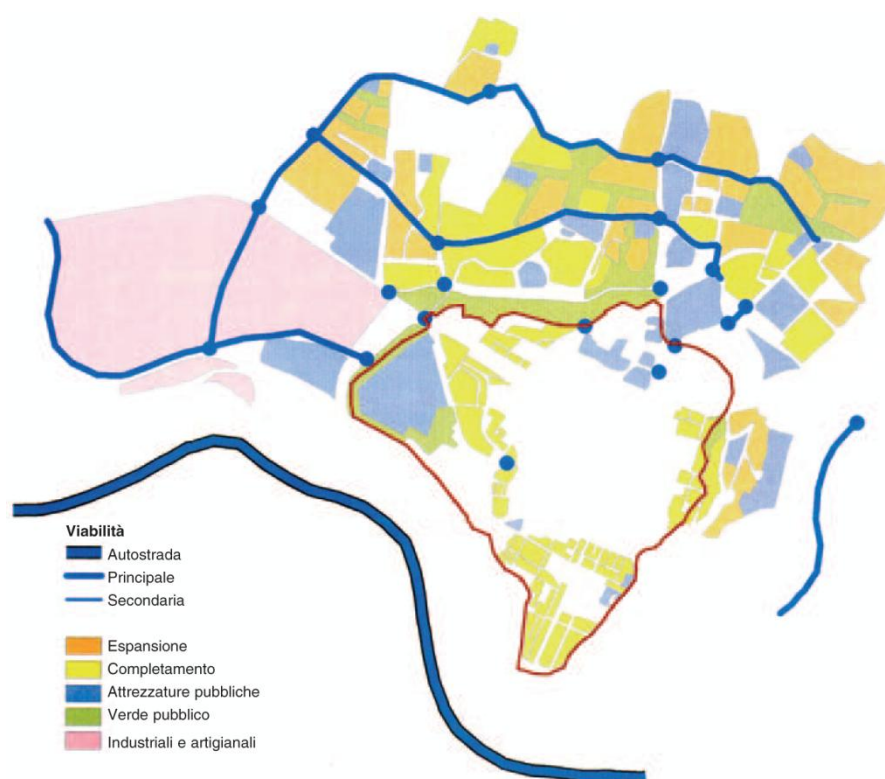 Viabilità
Autostrada
Principale
Secondaria
Espansione
Completamento
Attrezzature pubbliche
Verde pubblico
Industriali e artigianali